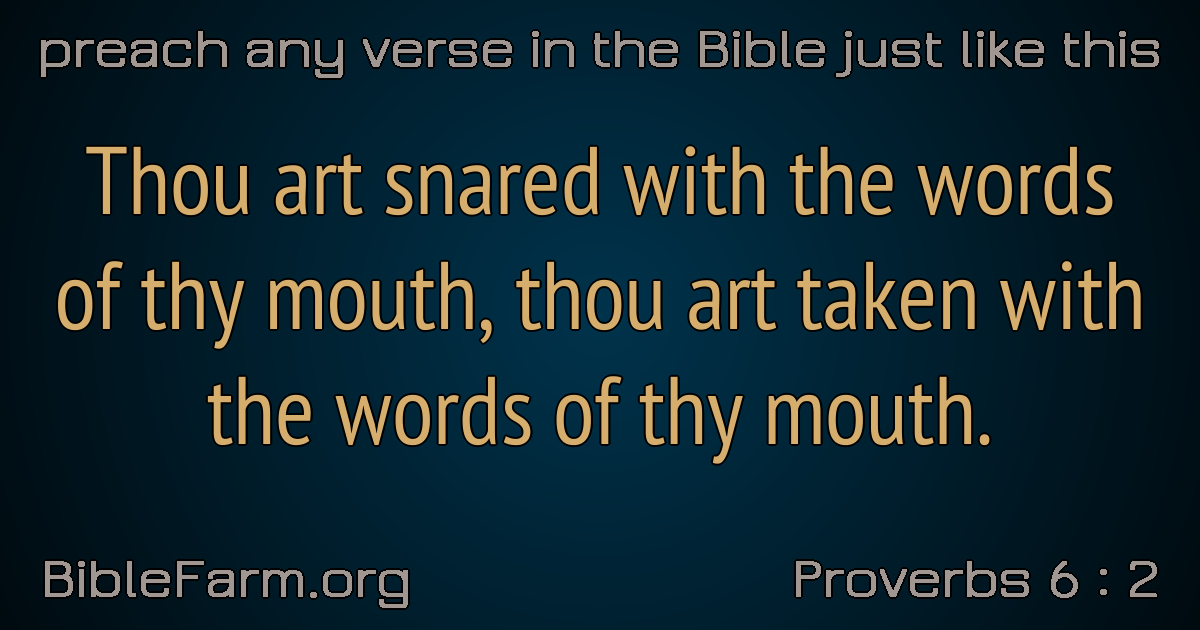 preach any verse in the Bible just like this
Thou art snared with the words
of thy mouth, thou art taken with
the words of thy mouth.
BibleFarm.org
Proverbs 6 : 2